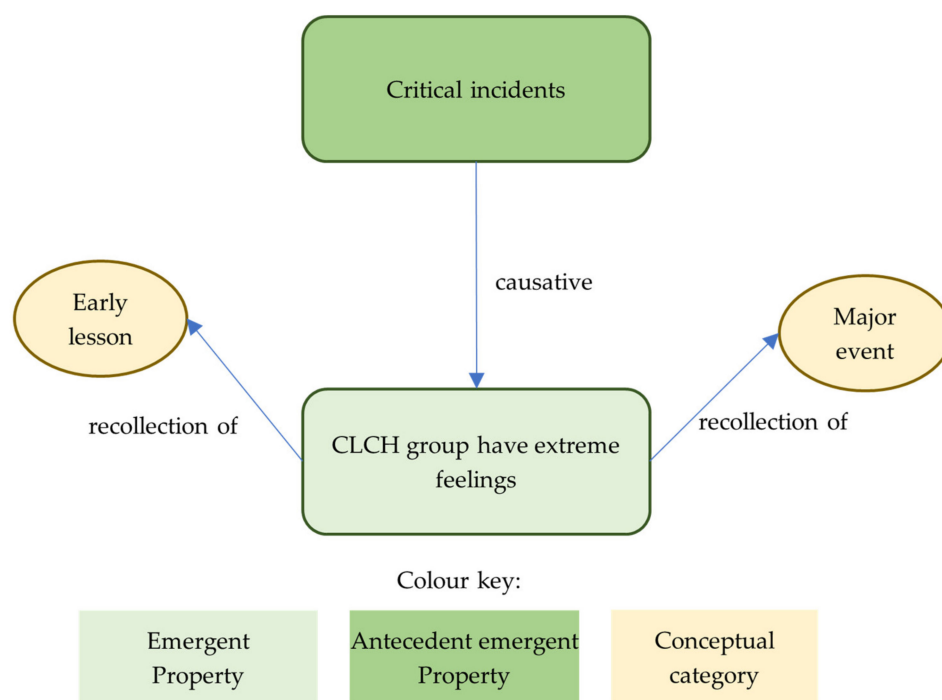 Critical incidents
causative
Early
lesson
Major
event
recollection of
recollection of
CLCH group have extreme
feelings
Colour key:
Emergent
Property
Antecedent emergent
Property
Conceptual
category